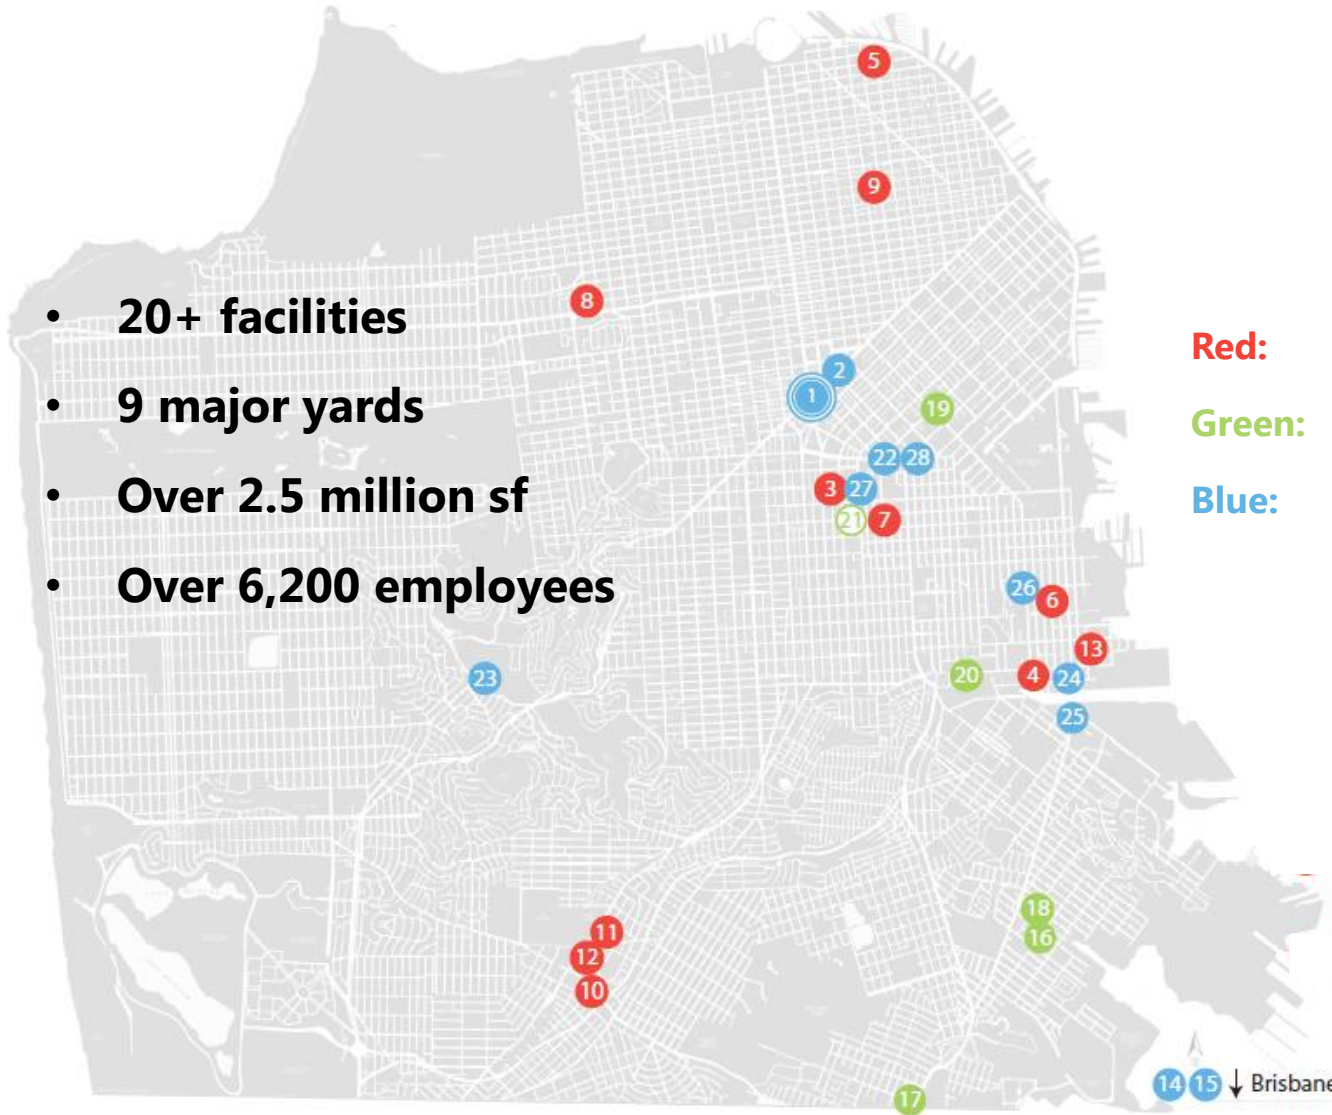 5
9
8
• 20+ facilities
Red:
2
1
• 9 major yards
19
Green:
22 28
• Over 2.5 million sf
3 27
Blue:
21 7
• Over 6,200 employees
26
6
13
23
20 4 24
25
18
11
16
12
10
14 15 ↓ Brisbane
17